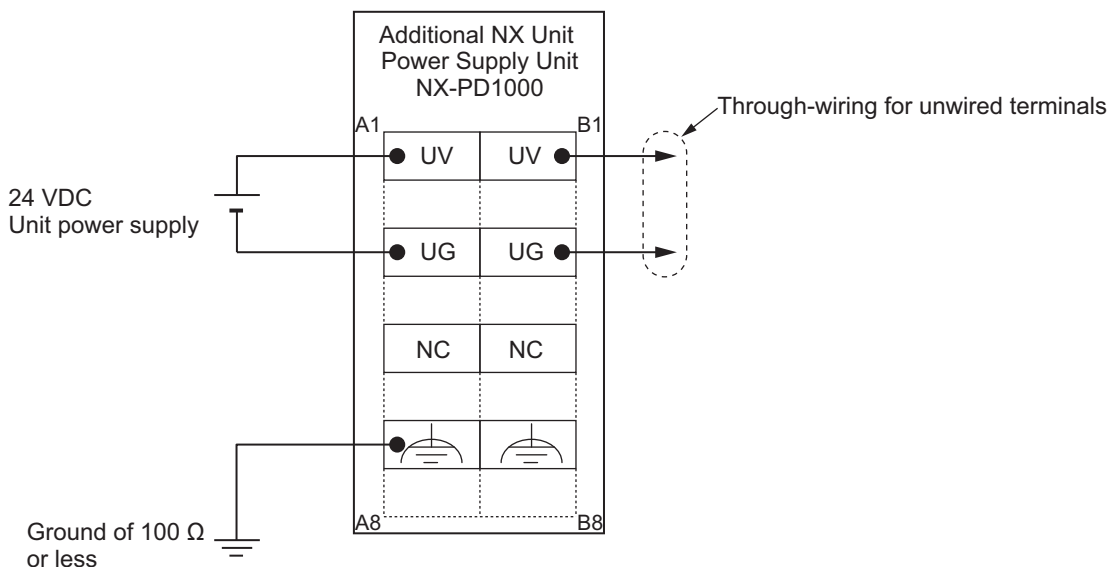 Additional NX Unit
Power Supply Unit
NX-PD1000
A1
B1
Through-wiring for unwired terminals
UV
UV
24 VDC
Unit power supply
UG
UG
NC
NC
A8
B8
Ground of 100 Ω
or less